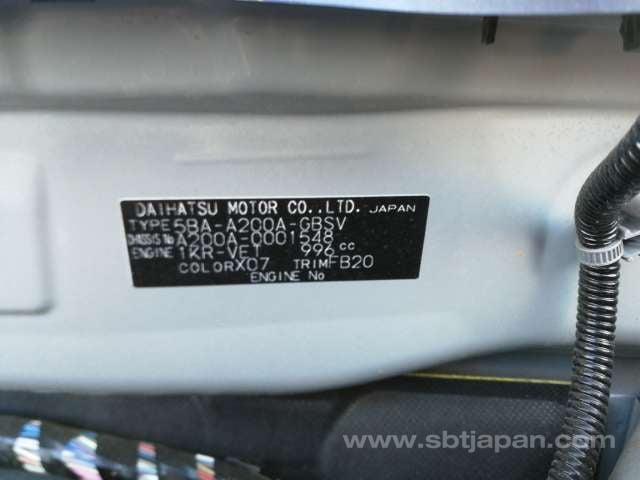 DAIHATSU MOTOR CO.,LTD. JAPAN
TYPE 5BA-A200A-GBSV
CHASSIS No A200A-0001548
ENGINE 1KR-VET 996 cc
COLOR X07 TRIM FB20
ENGINE No
www.sbtjapan.com